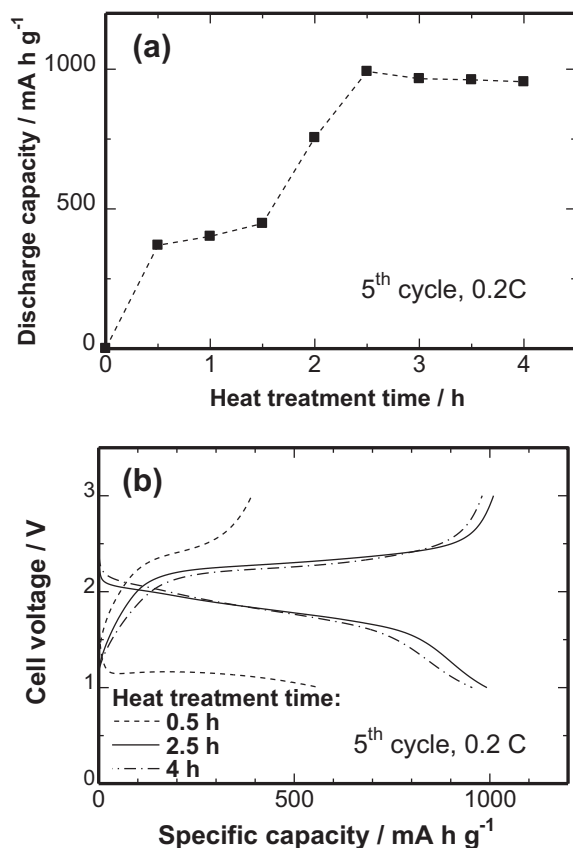 (a)
1000
500
0
0 1 2 3 4
Discharge capacity / mA h g⁻¹
5ᵗʰ cycle, 0.2C
Heat treatment time / h
(b)
3
2
1
0
Cell voltage / V
Heat treatment time:
0.5 h
2.5 h
4 h
5ᵗʰ cycle, 0.2 C
0 500 1000
Specific capacity / mA h g⁻¹